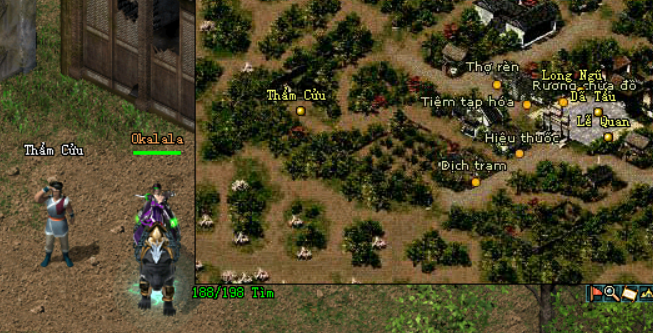 Thợ rèn
Long Ngũ
Rương chứa đồ
Thẩm Cửu
Tiệm tạp hóa
Dã Tẩu
Lễ Quan
Okalala
Hiệu thuốc
Thẩm Cửu
Dịch trạm
188/198 Tìm